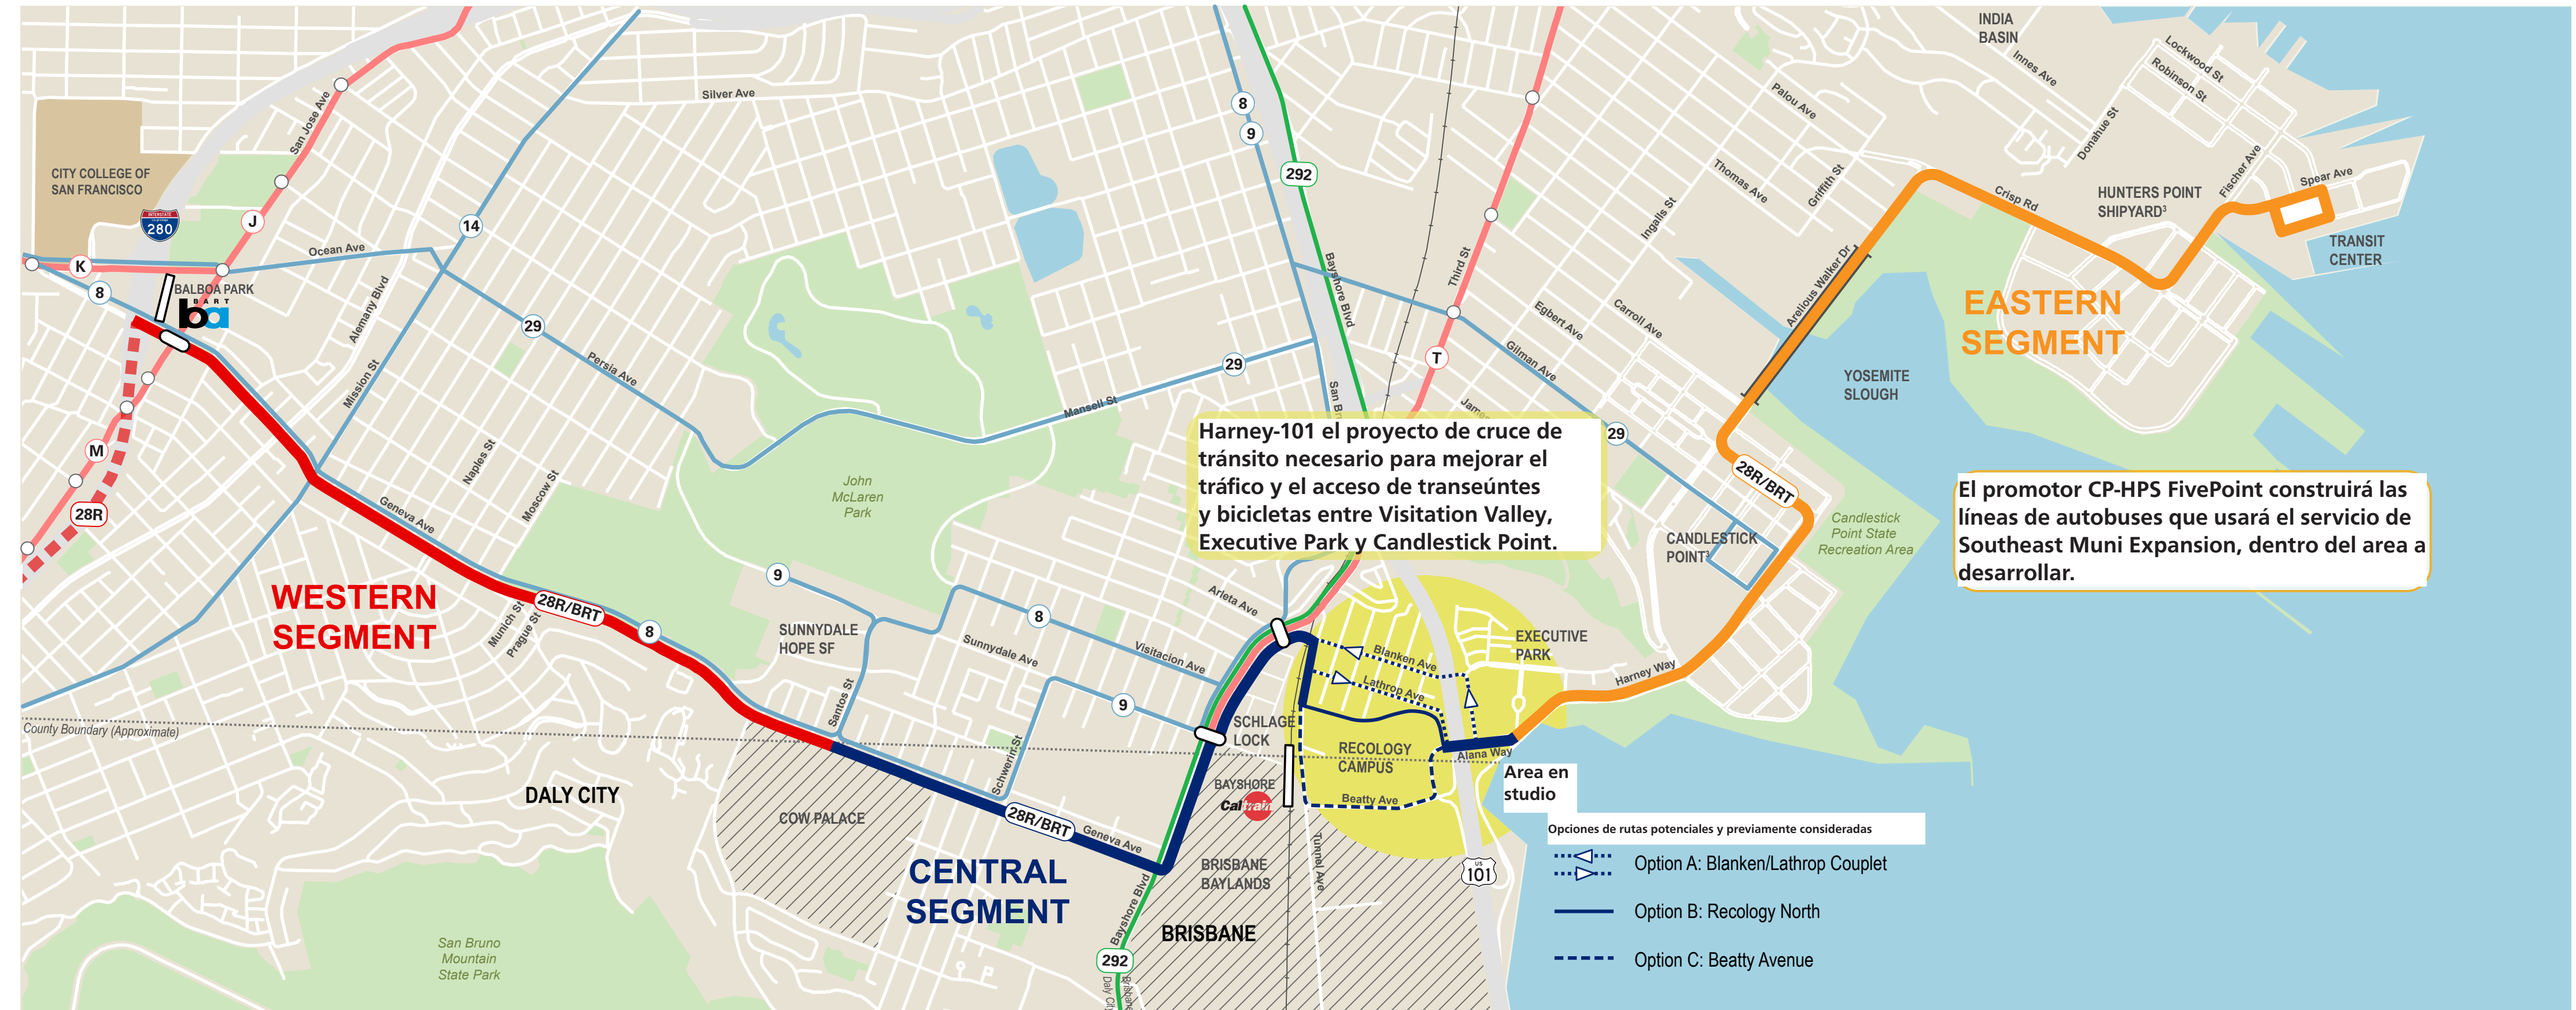 INDIA
BASIN
Lockwood St
Robinson St
Innes Ave
Silver Ave
San Jose Ave
8
9
Palou Ave
Donahue St
CITY COLLEGE OF
SAN FRANCISCO
INTERSTATE
280
J
14
292
Thomas Ave
Griffith St
Ingalls St
Crisp Rd
HUNTERS POINT
SHIPYARD³
Fischer Ave
Spear Ave
TRANSIT
CENTER
Ocean Ave
K
8
BALBOA PARK
BART
ba
Alemany Blvd
29
Persia Ave
Mission St
Bayshore Blvd
Third St
T
29
Mansell St
Egbert Ave
Carroll Ave
Gilman Ave
Arelious Walker Dr
EASTERN
SEGMENT
YOSEMITE
SLOUGH
M
28R
Naples St
Moscow St
Geneva Ave
John
McLaren
Park
Harney-101 el proyecto de cruce de
tránsito necesario para mejorar el
tráfico y el acceso de transeúntes
y bicicletas entre Visitation Valley,
Executive Park y Candlestick Point.
29
28R/BRT
CANDLESTICK
POINT³
Candlestick
Point State
Recreation Area
El promotor CP-HPS FivePoint construirá las
líneas de autobuses que usará el servicio de
Southeast Muni Expansion, dentro del area a
desarrollar.
WESTERN
SEGMENT
28R/BRT
8
Munich St
Prague St
9
SUNNYDALE
HOPE SF
8
Sunnydale Ave
Visitacion Ave
Arleta Ave
9
Santos St
Schwerin St
Blanken Ave
Lathrop Ave
EXECUTIVE
PARK
Harney Way
County Boundary (Approximate)
SCHLAGE
LOCK
RECOLOGY
CAMPUS
Alana Way
BAYSHORE
Caltrain
Beatty Ave
Area en
studio
DALY CITY
COW PALACE
28R/BRT
Geneva Ave
Tunnel Ave
CENTRAL
SEGMENT
BRISBANE
BAYLANDS
Bayshore Blvd
BRISBANE
292
Daly City
Brisbane
US
101
San Bruno
Mountain
State Park
Opciones de rutas potenciales y previamente consideradas
Option A: Blanken/Lathrop Couplet
Option B: Recology North
Option C: Beatty Avenue